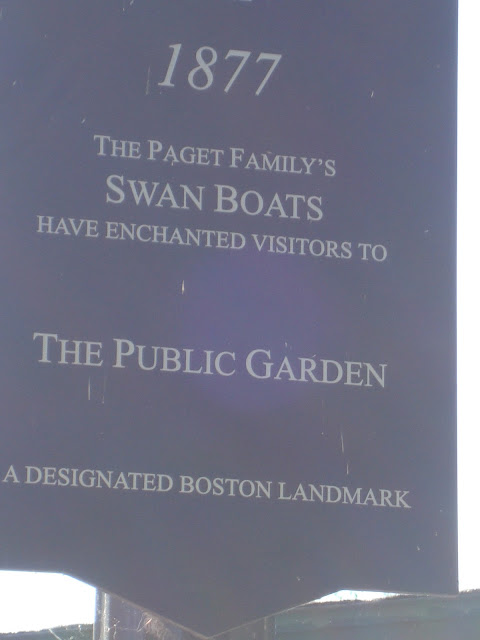 1877
THE PAGET FAMILY'S
SWAN BOATS
HAVE ENCHANTED VISITORS TO
THE PUBLIC GARDEN
A DESIGNATED BOSTON LANDMARK